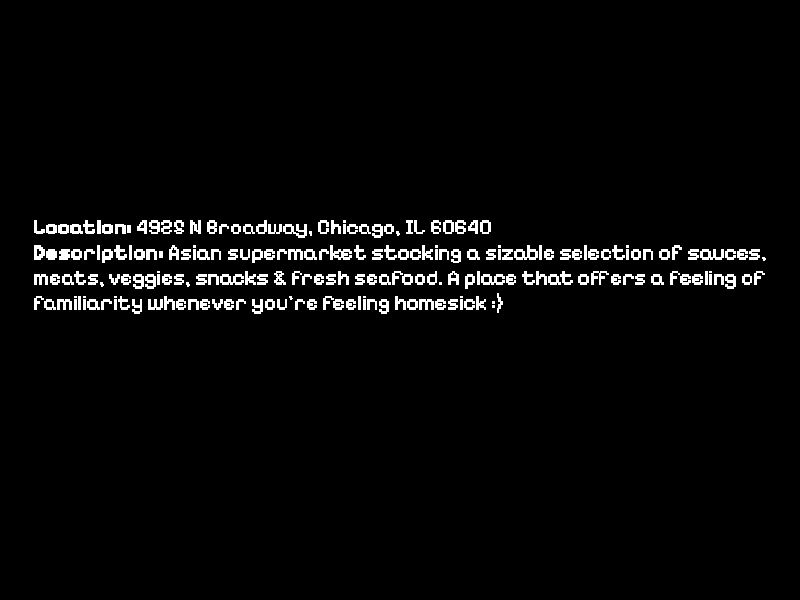 Location: 4925 N Broadway, Chicago, IL 60640
Description: Asian supermarket stocking a sizable selection of sauces,
meats, veggies, snacks & fresh seafood. A place that offers a feeling of
familiarity whenever you're feeling homesick :}